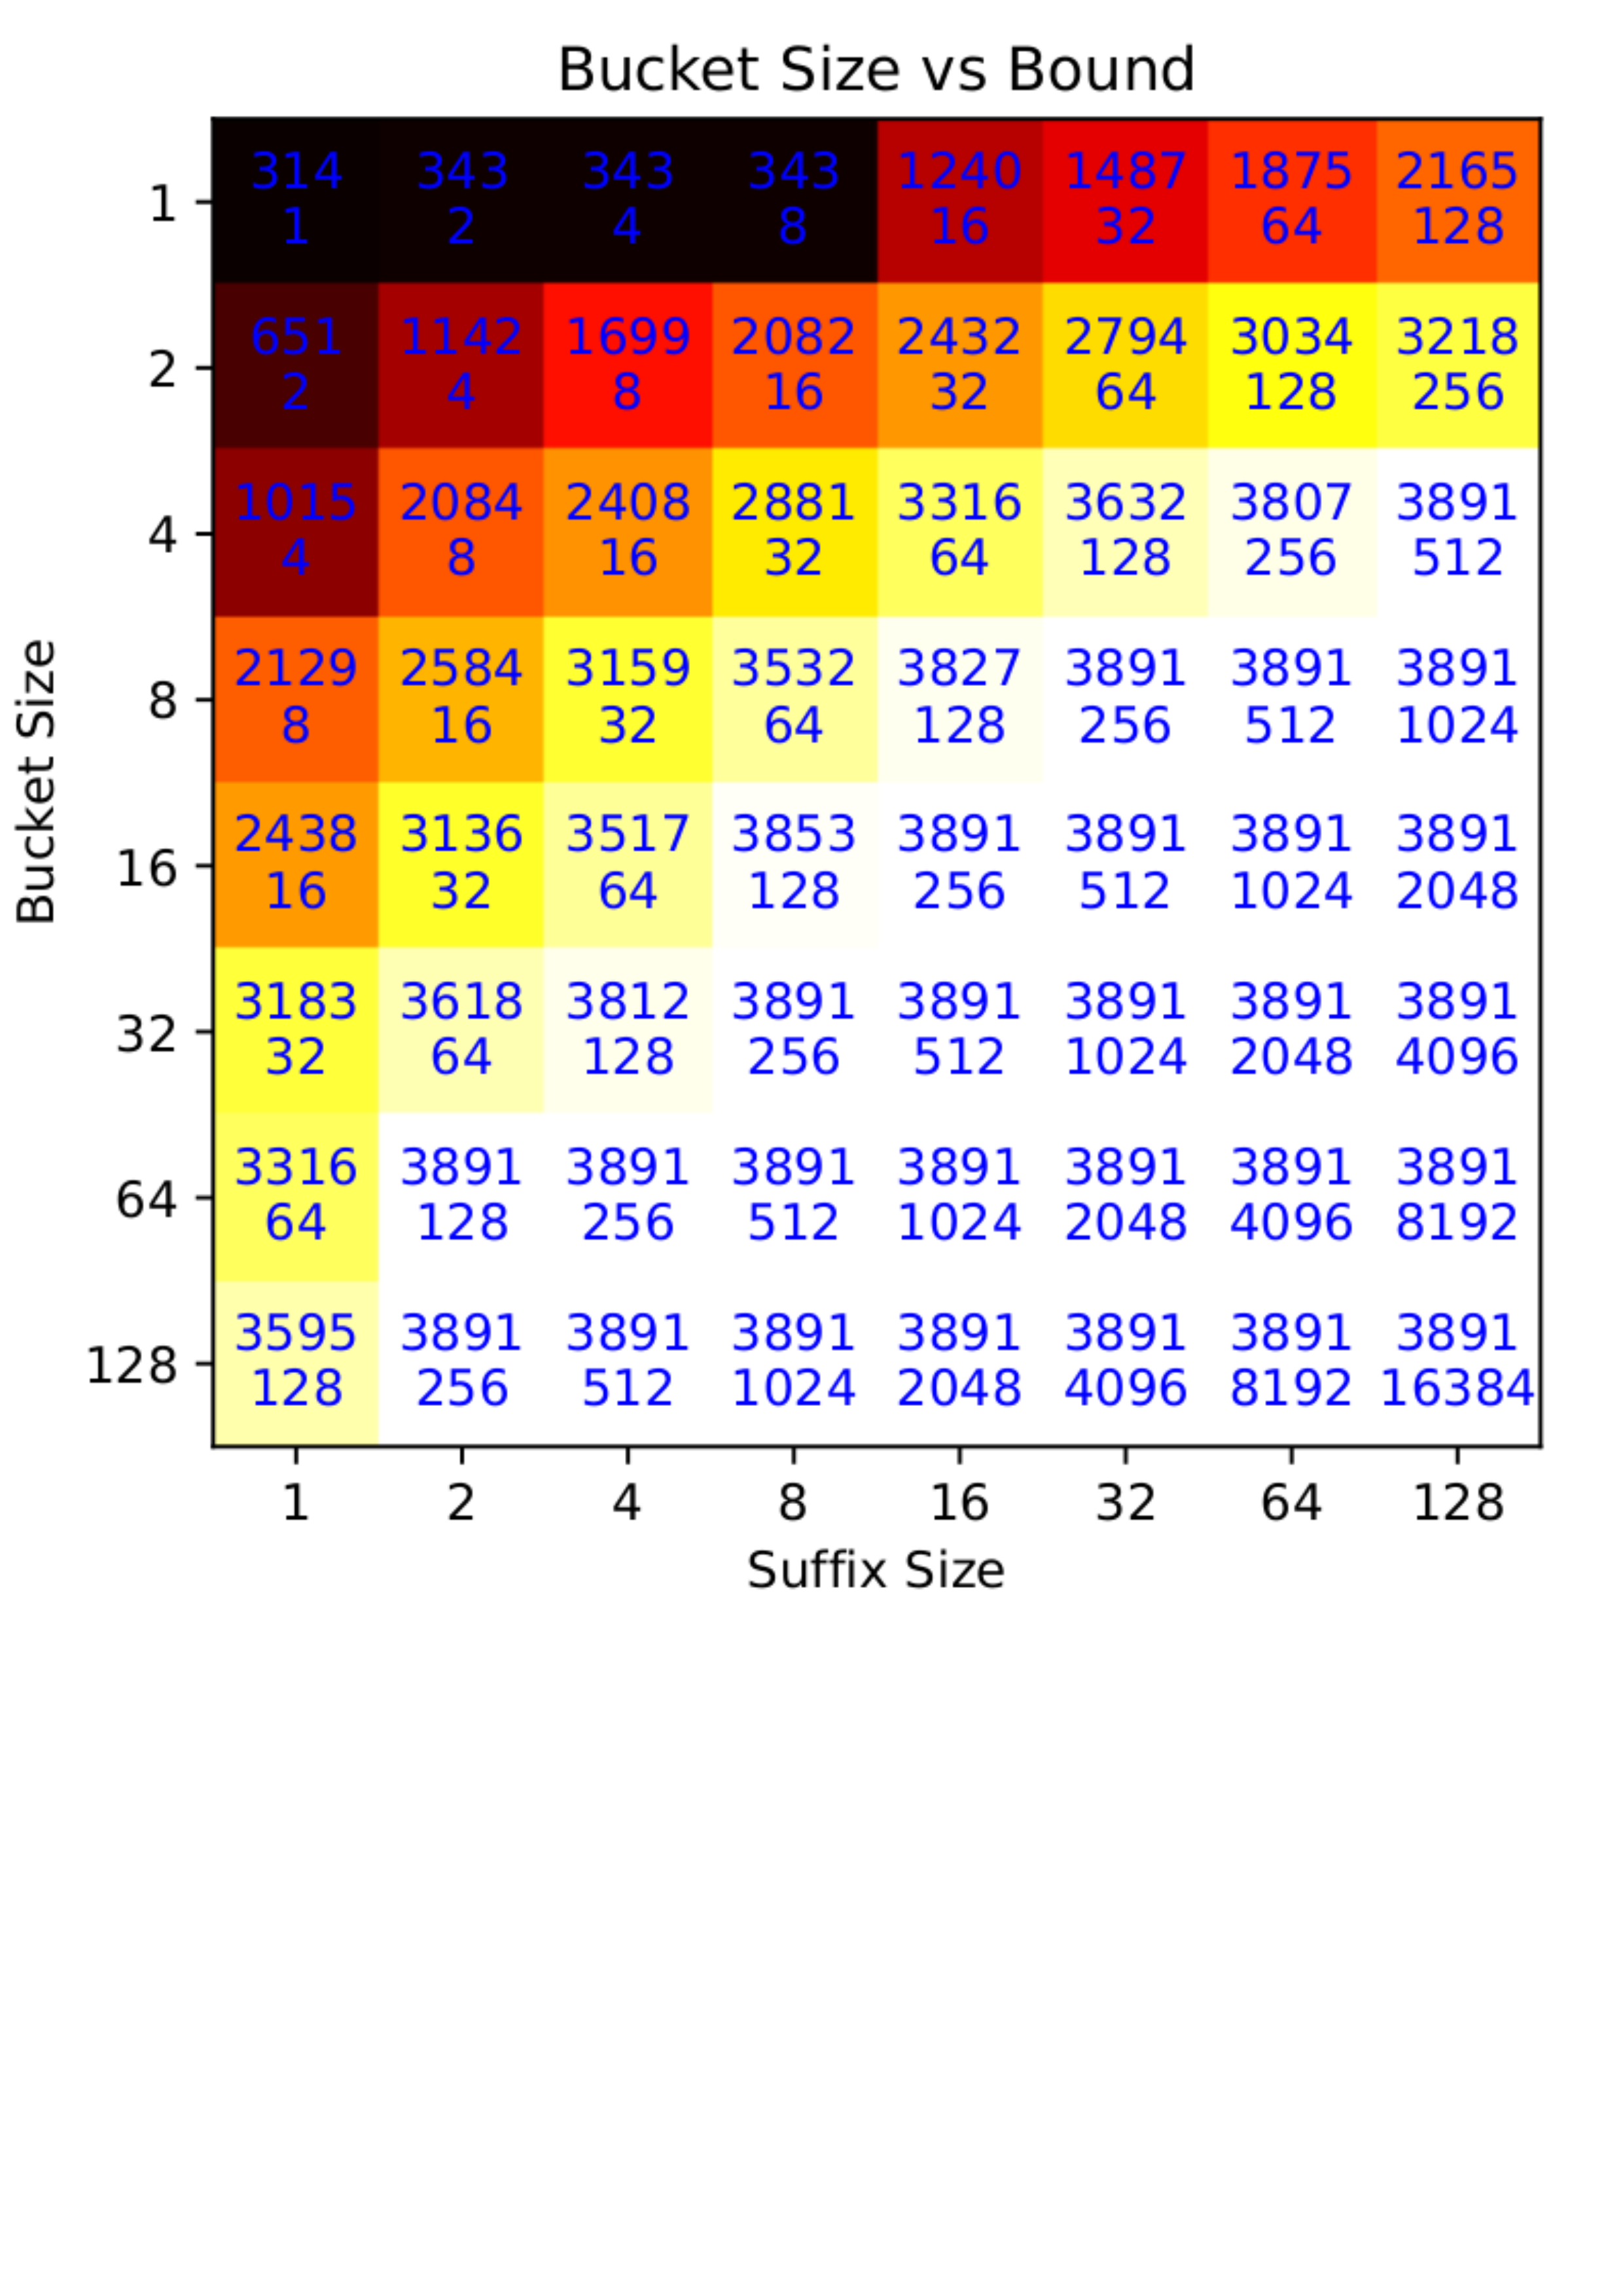 Bucket Size vs Bound
314 343 343 343 1240 1487 1875 2165
1 1 2 4 8 16 32 64 128
651 1142 1699 2082 2432 2794 3034 3218
2 2 4 8 16 32 64 128 256
1015 2084 2408 2881 3316 3632 3807 3891
4 4 8 16 32 64 128 256 512
2129 2584 3159 3532 3827 3891 3891 3891
8 8 16 32 64 128 256 512 1024
2438 3136 3517 3853 3891 3891 3891 3891
16 16 32 64 128 256 512 1024 2048
3183 3618 3812 3891 3891 3891 3891 3891
32 32 64 128 256 512 1024 2048 4096
3316 3891 3891 3891 3891 3891 3891 3891
64 64 128 256 512 1024 2048 4096 8192
3595 3891 3891 3891 3891 3891 3891 3891
128 128 256 512 1024 2048 4096 8192 16384
Bucket Size
1 2 4 8 16 32 64 128
Suffix Size